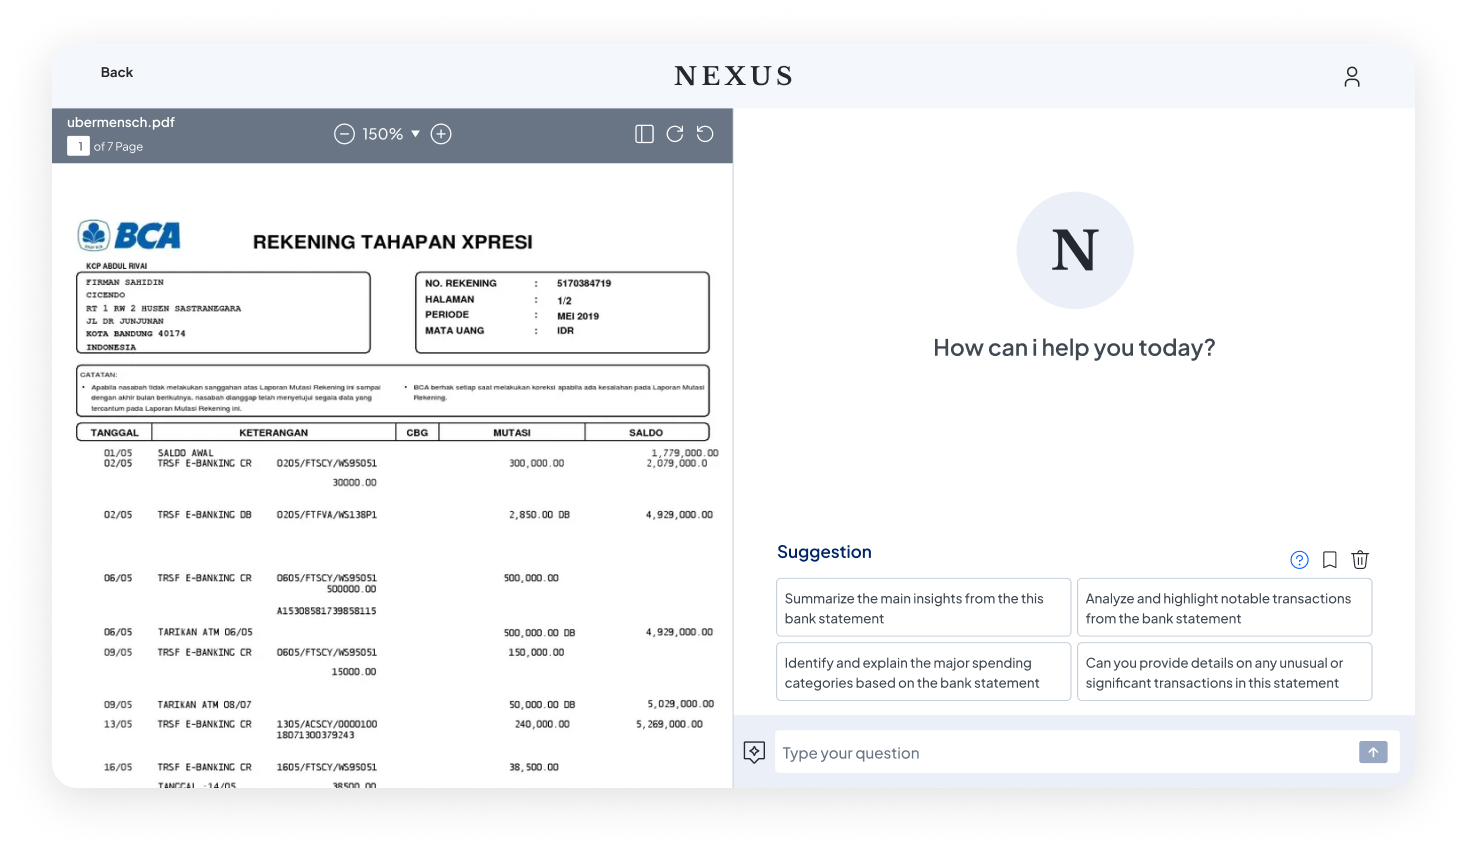 Back
NEXUS
ubermensch.pdf
1 of 7 Page
150%
BCA
REKENING TAHAPAN XPRESI
KCP ABDUL RIVAI
FIRMAN SAHIDIN
CICENDO
RT 1 RW 2 HUSEN SASTRANEGARA
JL DR JUNJUNAN
KOTA BANDUNG 40174
INDONESIA
NO. REKENING : 5170384719
HALAMAN : 1/2
PERIODE : MEI 2019
MATA UANG : IDR
CATATAN:
• Apabila nasabah tidak melakukan sanggahan atas Laporan Mutasi Rekening ini sampai
dengan akhir bulan berikutnya, nasabah dianggap telah menyetujui segala data yang
tercantum pada Laporan Mutasi Rekening ini.
• BCA berhak setiap saat melakukan koreksi apabila ada kesalahan pada Laporan Mutasi
Rekening.
TANGGAL KETERANGAN CBG MUTASI SALDO
01/05 SALDO AWAL 1,779,000.00
02/05 TRSF E-BANKING CR 0205/FTSCY/WS95051 300,000.00 2,079,000.0
30000.00
02/05 TRSF E-BANKING DB 0205/FTFVA/WS138P1 2,850.00 DB 4,929,000.00
06/05 TRSF E-BANKING CR 0605/FTSCY/WS95051 500,000.00
500000.00
A15308581739858115
06/05 TARIKAN ATM 06/05 500,000.00 DB 4,929,000.00
09/05 TRSF E-BANKING CR 0605/FTSCY/WS95051 150,000.00
15000.00
09/05 TARIKAN ATM 08/07 50,000.00 DB 5,029,000.00
13/05 TRSF E-BANKING CR 1305/ACSCY/0000100 240,000.00 5,269,000.00
18071300379243
16/05 TRSF E-BANKING CR 1605/FTSCY/WS95051 38,500.00
TANGGAL :14/05 38500.00
N
How can i help you today?
Suggestion
Summarize the main insights from the this
bank statement
Analyze and highlight notable transactions
from the bank statement
Identify and explain the major spending
categories based on the bank statement
Can you provide details on any unusual or
significant transactions in this statement
Type your question